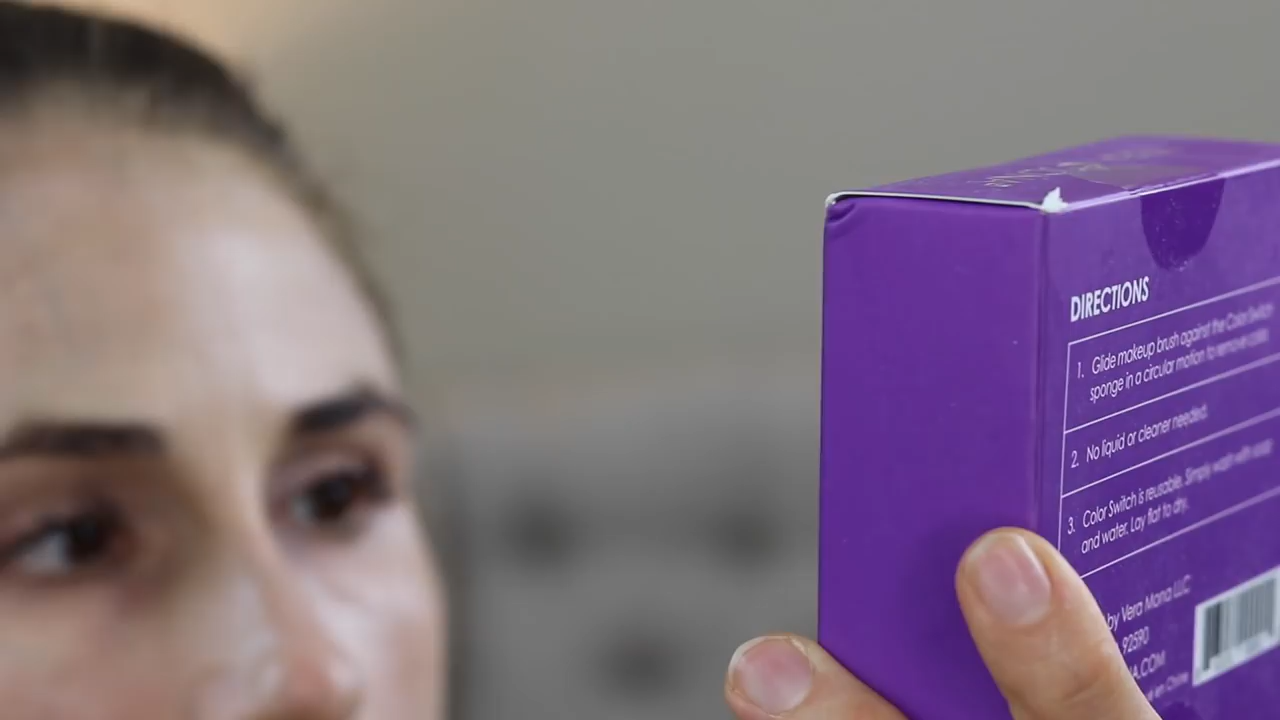 DIRECTIONS
1. Glide makeup brush against the Color Switch
sponge in a circular motion to remove color.
2. No liquid or cleaner needed.
3. Color Switch is reusable. Simply wash with soap
and water. Lay flat to dry.
by Vera Mona LLC
92590
.COM